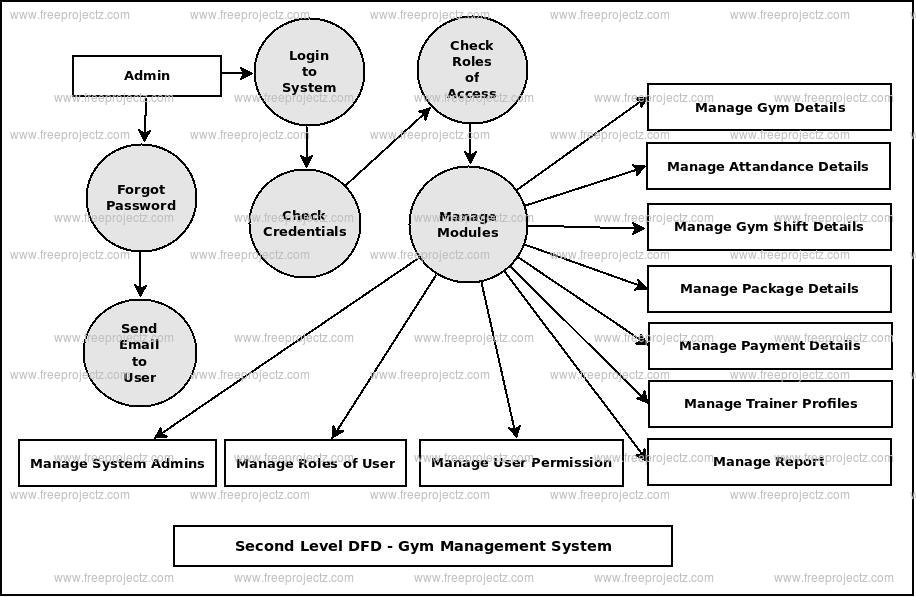 Admin
Login
to
System
Check
Roles
of
Access
Manage Gym Details
Manage Attandance Details
Forgot
Password
Check
Credentials
Manage
Modules
Manage Gym Shift Details
Manage Package Details
Send
Email
to
User
Manage Payment Details
Manage Trainer Profiles
Manage System Admins
Manage Roles of User
Manage User Permission
Manage Report
Second Level DFD - Gym Management System
www.freeprojectz.com